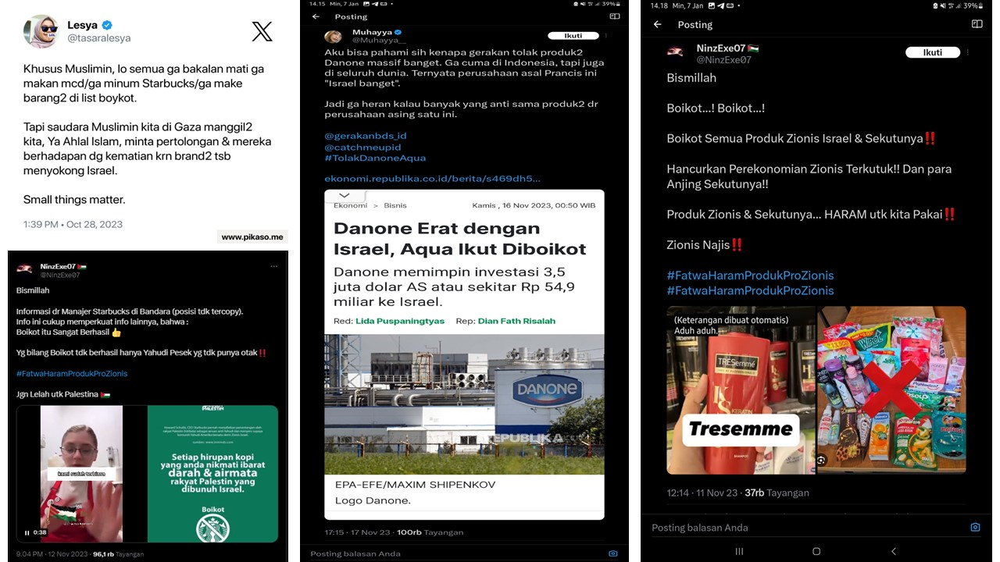 Lesya
@tasaralesya
Khusus Muslimin, lo semua ga bakalan mati ga
makan mcd/ga minum Starbucks/ga make
barang2 di list boykot.
Tapi saudara Muslimin kita di Gaza manggil2
kita, Ya Ahlal Islam, minta pertolongan & mereka
berhadapan dg kematian krn brand2 tsb
menyokong Israel.
Small things matter.
1:39 PM • Oct 28, 2023
www.pikaso.me
NinzExe07
@NinzExe07
Bismillah
Informasi dr Manajer Starbucks di Bandara (posisi tdk tercopy).
Info ini cukup memperkuat info lainnya, bahwa :
Boikot itu Sangat Berhasil 👍
Yg bilang Boikot tdk berhasil hanya Yahudi Pesek yg tdk punya otak‼️
#FatwaHaramProdukProZionis
Jgn Lelah utk Palestina 🇵🇸
kami sudah terbiasa
0:38
Setiap hirupan kopi
yang anda nikmati ibarat
darah & airmata
rakyat Palestin yang
dibunuh Israel.
Boikot
9.04 PM · 12 Nov 2023 · 96,1 rb Tayangan
14.15 Min, 7 Jan
39%
Posting
Muhayya
@Muhayya__
Ikuti
Aku bisa pahami sih kenapa gerakan tolak produk2
Danone massif banget. Ga cuma di Indonesia, tapi juga
di seluruh dunia. Ternyata perusahaan asal Prancis ini
"Israel banget".
Jadi ga heran kalau banyak yang anti sama produk2 dr
perusahaan asing satu ini.
@gerakanbds_id
@catchmeupid
#TolakDanoneAqua
ekonomi.republika.co.id/berita/s469dh5...
Ekonomi > Bisnis
Kamis , 16 Nov 2023, 00:50 WIB
Danone Erat dengan
Israel, Aqua Ikut Diboikot
Danone memimpin investasi 3,5
juta dolar AS atau sekitar Rp 54,9
miliar ke Israel.
Red: Lida Puspaningtyas Rep: Dian Fath Risalah
DANONE
EPA-EFE/MAXIM SHIPENKOV
Logo Danone.
17:15 · 17 Nov 23 · 100rb Tayangan
Posting balasan Anda
14.18 Min, 7 Jan
39%
Posting
NinzExe07 🇵🇸
@NinzExe07
Ikuti
Bismillah
Boikot...! Boikot...!
Boikot Semua Produk Zionis Israel & Sekutunya‼️
Hancurkan Perekonomian Zionis Terkutuk!! Dan para
Anjing Sekutunya!!
Produk Zionis & Sekutunya... HARAM utk kita Pakai‼️
Zionis Najis‼️
#FatwaHaramProdukProZionis
#FatwaHaramProdukProZionis
(Keterangan dibuat otomatis)
Aduh aduh.
TRESemmé
KERATIN
Tresemme
WIPOL
Pepsodent
12:14 · 11 Nov 23 · 37rb Tayangan
Posting balasan Anda